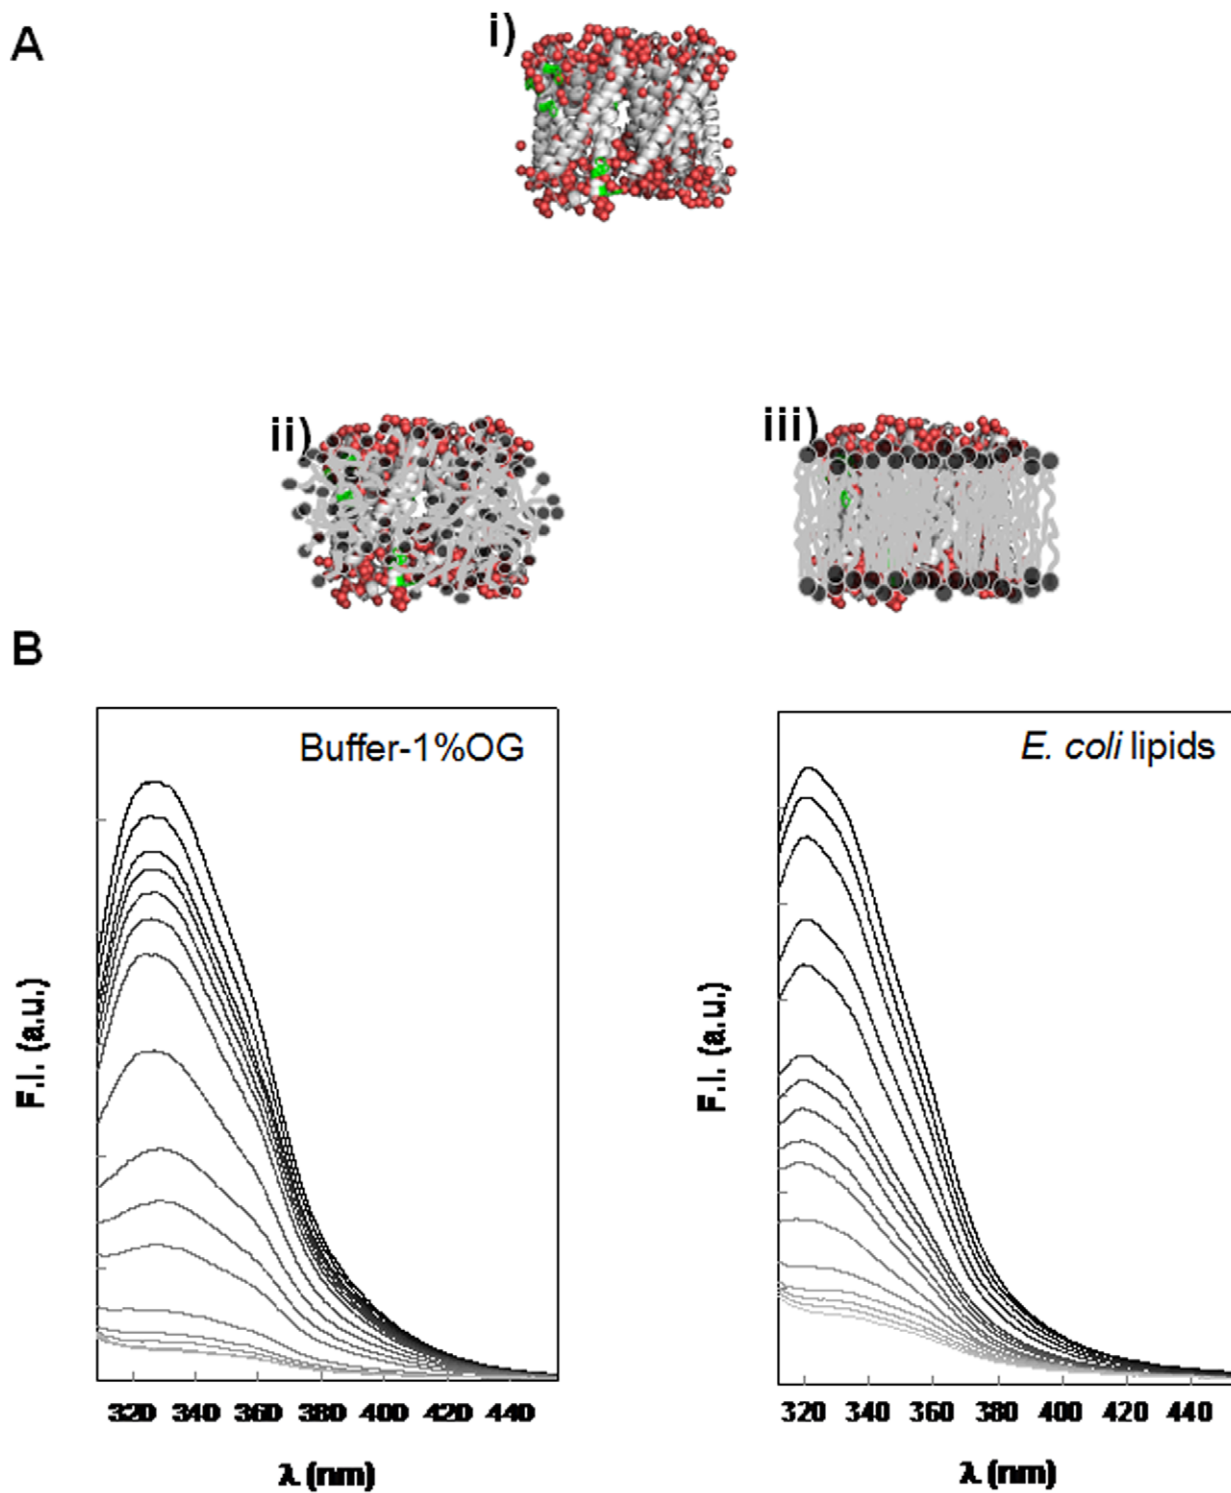 A
i)
ii)
iii)
B
Buffer-1%OG
E. coli lipids
F.I. (a.u.)
F.I. (a.u.)
320 340 360 380 400 420 440
320 340 360 380 400 420 440
λ (nm)
λ (nm)